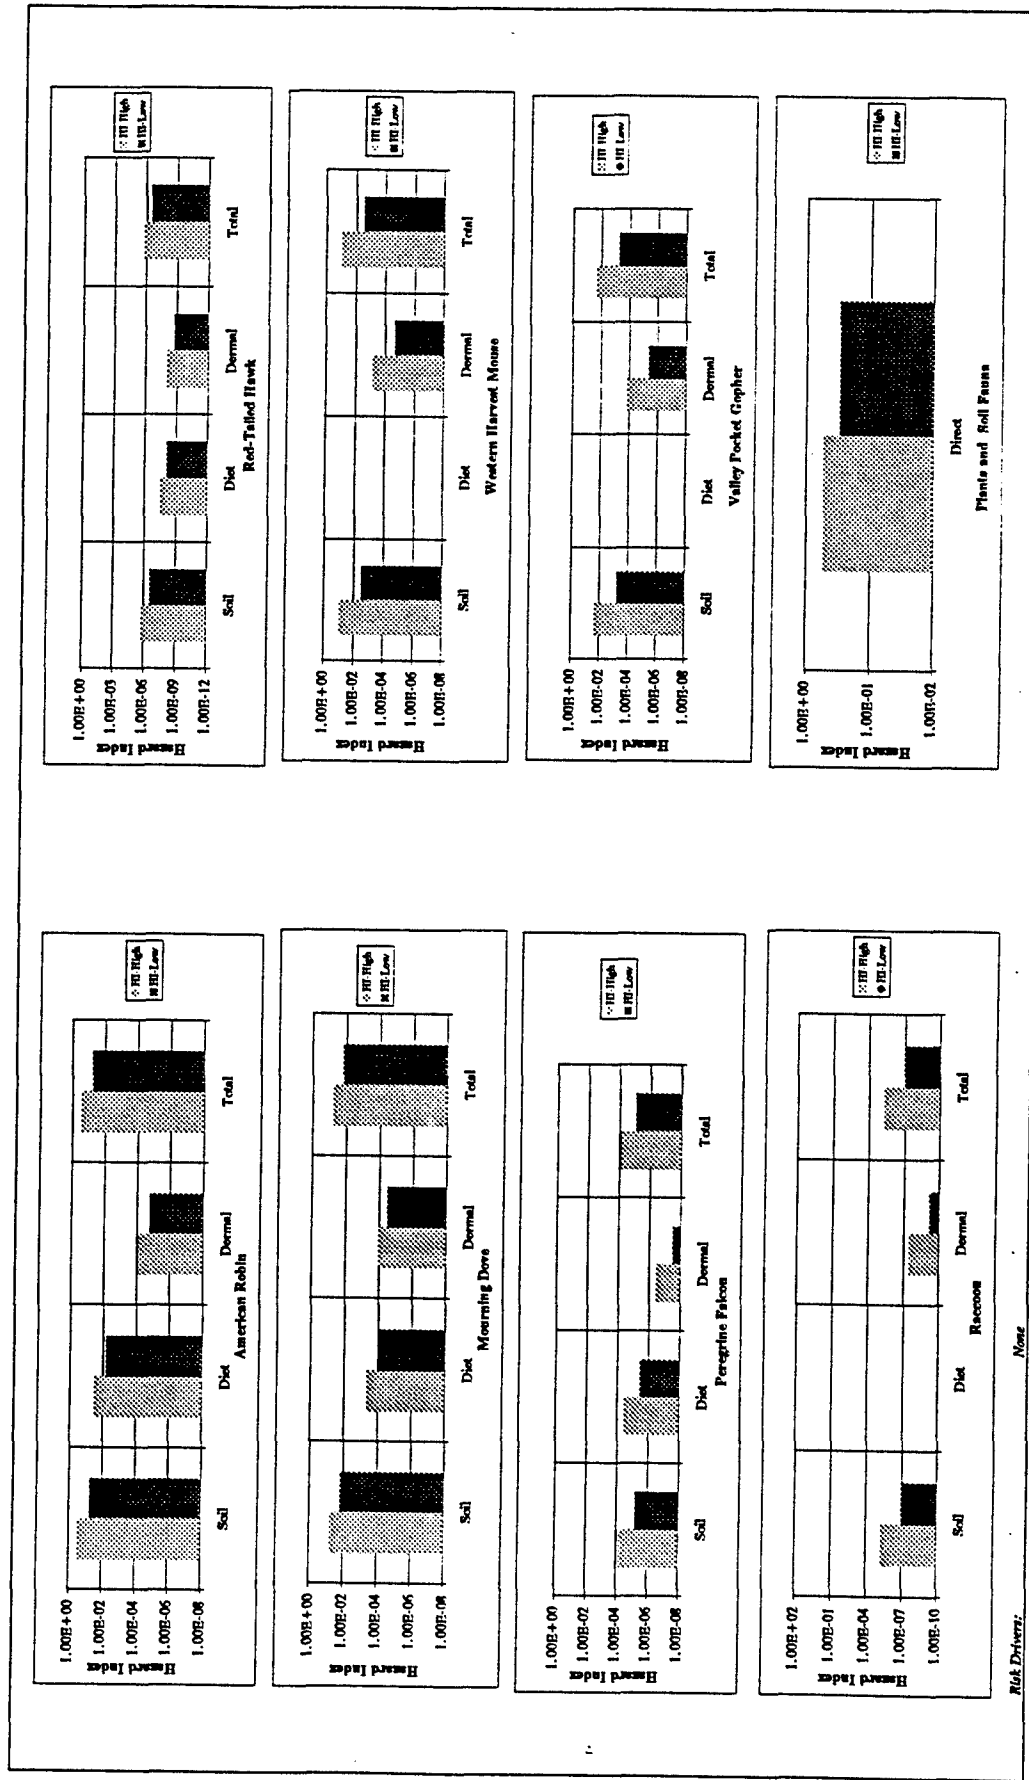 1.00E+00
1.00E-02
1.00E-04
1.00E-06
1.00E-08
Hazard Index
Soil
Diet
Dermal
Total
American Robin
HI-High
HI-Low
1.00E+00
1.00E-03
1.00E-06
1.00E-09
1.00E-12
Hazard Index
Soil
Diet
Dermal
Total
Red-Tailed Hawk
HI-High
HI-Low
1.00E+00
1.00E-02
1.00E-04
1.00E-06
1.00E-08
Hazard Index
Soil
Diet
Dermal
Total
Mourning Dove
HI-High
HI-Low
1.00E+00
1.00E-02
1.00E-04
1.00E-06
1.00E-08
Hazard Index
Soil
Diet
Dermal
Total
Western Harvest Mouse
HI-High
HI-Low
1.00E+00
1.00E-02
1.00E-04
1.00E-06
1.00E-08
Hazard Index
Soil
Diet
Dermal
Total
Peregrine Falcon
HI-High
HI-Low
1.00E+00
1.00E-02
1.00E-04
1.00E-06
1.00E-08
Hazard Index
Soil
Diet
Dermal
Total
Valley Pocket Gopher
HI-High
HI-Low
1.00E+02
1.00E-01
1.00E-04
1.00E-07
1.00E-10
Hazard Index
Soil
Diet
Dermal
Total
Raccoon
HI-High
HI-Low
1.00E+00
1.00E-01
1.00E-02
Hazard Index
Direct
Plants and Soil Fauna
HI-High
HI-Low
Risk Drivers: None